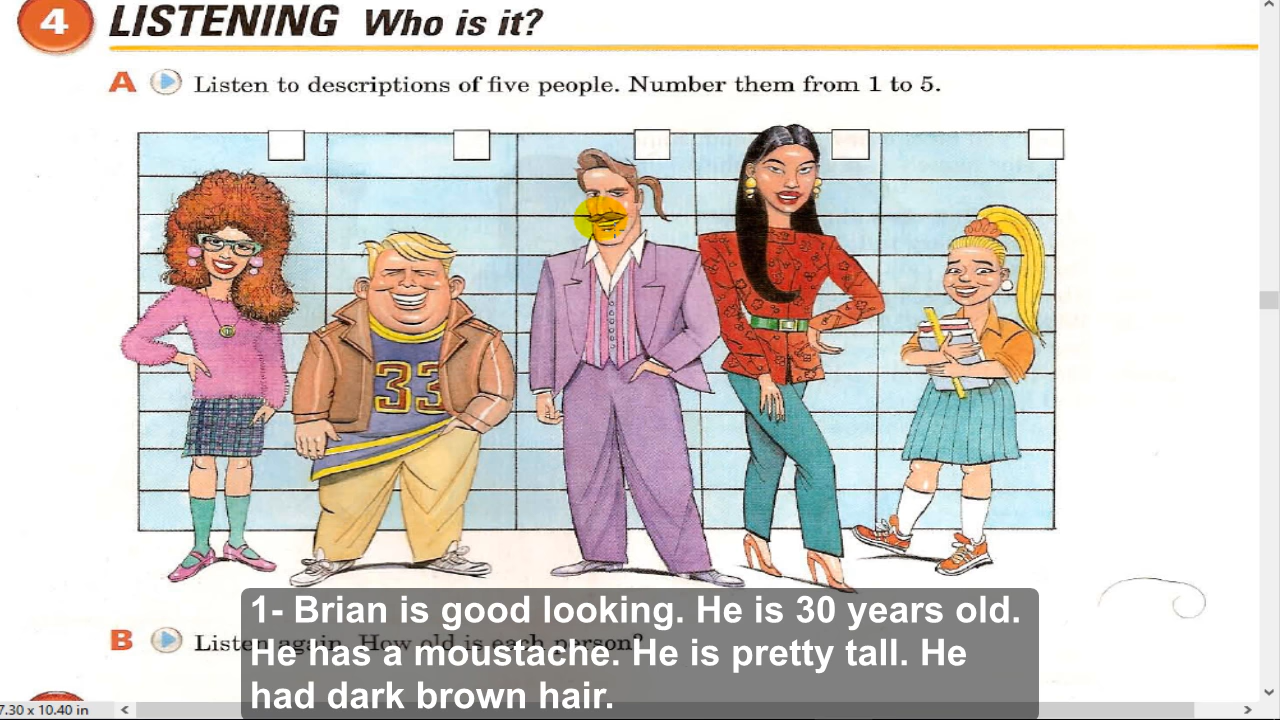 4 LISTENING Who is it?
A Listen to descriptions of five people. Number them from 1 to 5.
33
B Listen again. How old is each person?
1- Brian is good looking. He is 30 years old.
He has a moustache. He is pretty tall. He
had dark brown hair.
7.30 x 10.40 in